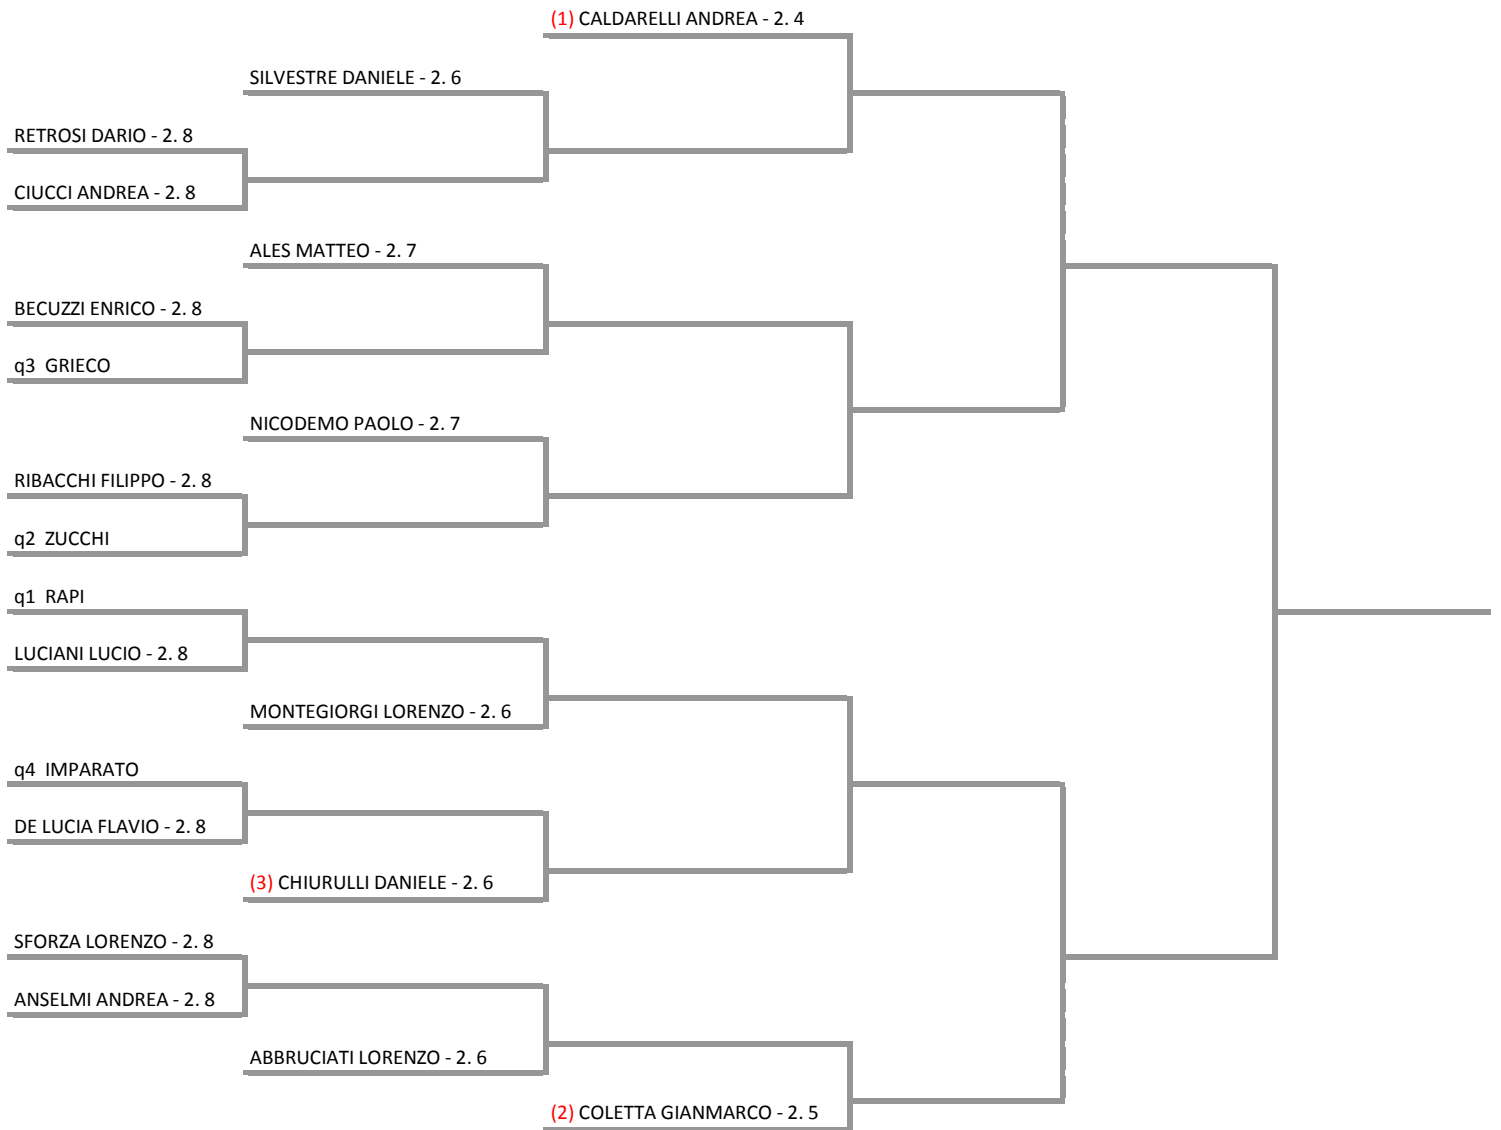 (1) CALDARELLI ANDREA - 2. 4
SILVESTRE DANIELE - 2. 6
RETROSI DARIO - 2. 8
CIUCCI ANDREA - 2. 8
ALES MATTEO - 2. 7
BECUZZI ENRICO - 2. 8
q3 GRIECO
NICODEMO PAOLO - 2. 7
RIBACCHI FILIPPO - 2. 8
q2 ZUCCHI
q1 RAPI
LUCIANI LUCIO - 2. 8
MONTEGIORGI LORENZO - 2. 6
q4 IMPARATO
DE LUCIA FLAVIO - 2. 8
(3) CHIURULLI DANIELE - 2. 6
SFORZA LORENZO - 2. 8
ANSELMI ANDREA - 2. 8
ABBRUCIATI LORENZO - 2. 6
(2) COLETTA GIANMARCO - 2. 5